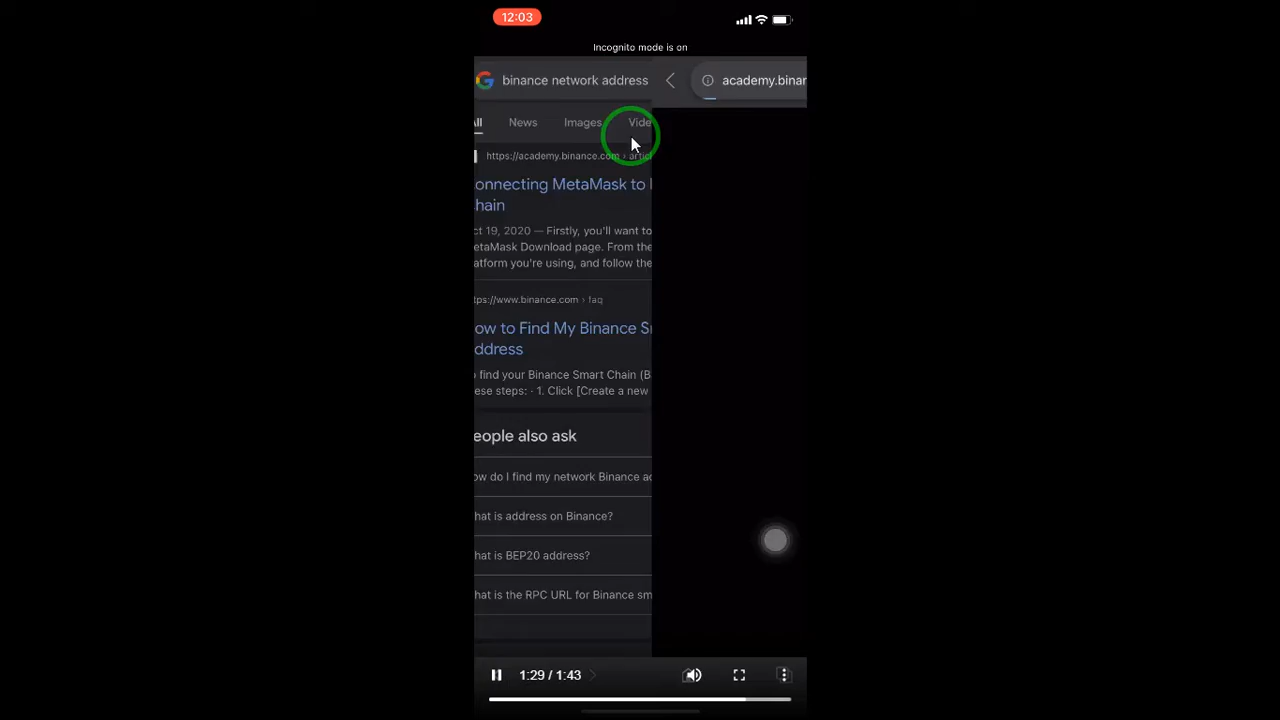 12:03
Incognito mode is on
binance network address
academy.binar
All
News
Images
Vide
https://academy.binance.com › artic
onnecting MetaMask to
hain
ct 19, 2020 — Firstly, you'll want to
etaMask Download page. From the
atform you're using, and follow the
tps://www.binance.com › faq
ow to Find My Binance S
ddress
find your Binance Smart Chain (B
ese steps: · 1. Click [Create a new
eople also ask
ow do I find my network Binance ac
hat is address on Binance?
hat is BEP20 address?
hat is the RPC URL for Binance sm
1:29 / 1:43